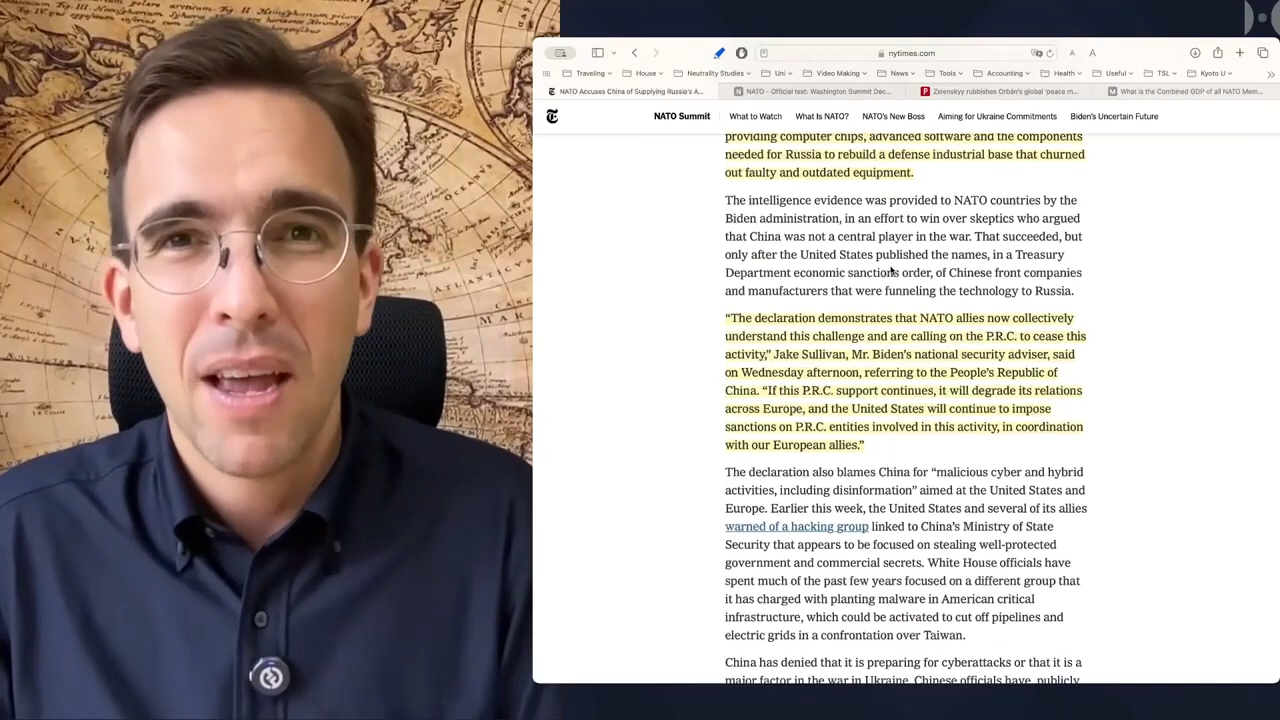 nytimes.com
A
A
Traveling
House
Neutrality Studies
Uni
Video Making
News
Tools
Accounting
Health
Useful
TSL
Kyoto U
NATO Accuses China of Supplying Russia's A...
NATO - Official text: Washington Summit Dec...
Zelenskyy rubbishes Orbán's global 'peace m...
What is the Combined GDP of all NATO Mem...
NATO Summit
What to Watch
What Is NATO?
NATO's New Boss
Aiming for Ukraine Commitments
Biden's Uncertain Future
providing computer chips, advanced software and the components
needed for Russia to rebuild a defense industrial base that churned
out faulty and outdated equipment.
The intelligence evidence was provided to NATO countries by the
Biden administration, in an effort to win over skeptics who argued
that China was not a central player in the war. That succeeded, but
only after the United States published the names, in a Treasury
Department economic sanctions order, of Chinese front companies
and manufacturers that were funneling the technology to Russia.
“The declaration demonstrates that NATO allies now collectively
understand this challenge and are calling on the P.R.C. to cease this
activity,” Jake Sullivan, Mr. Biden’s national security adviser, said
on Wednesday afternoon, referring to the People’s Republic of
China. “If this P.R.C. support continues, it will degrade its relations
across Europe, and the United States will continue to impose
sanctions on P.R.C. entities involved in this activity, in coordination
with our European allies.”
The declaration also blames China for “malicious cyber and hybrid
activities, including disinformation” aimed at the United States and
Europe. Earlier this week, the United States and several of its allies
warned of a hacking group linked to China’s Ministry of State
Security that appears to be focused on stealing well-protected
government and commercial secrets. White House officials have
spent much of the past few years focused on a different group that
it has charged with planting malware in American critical
infrastructure, which could be activated to cut off pipelines and
electric grids in a confrontation over Taiwan.
China has denied that it is preparing for cyberattacks or that it is a
major factor in the war in Ukraine. Chinese officials have, publicly